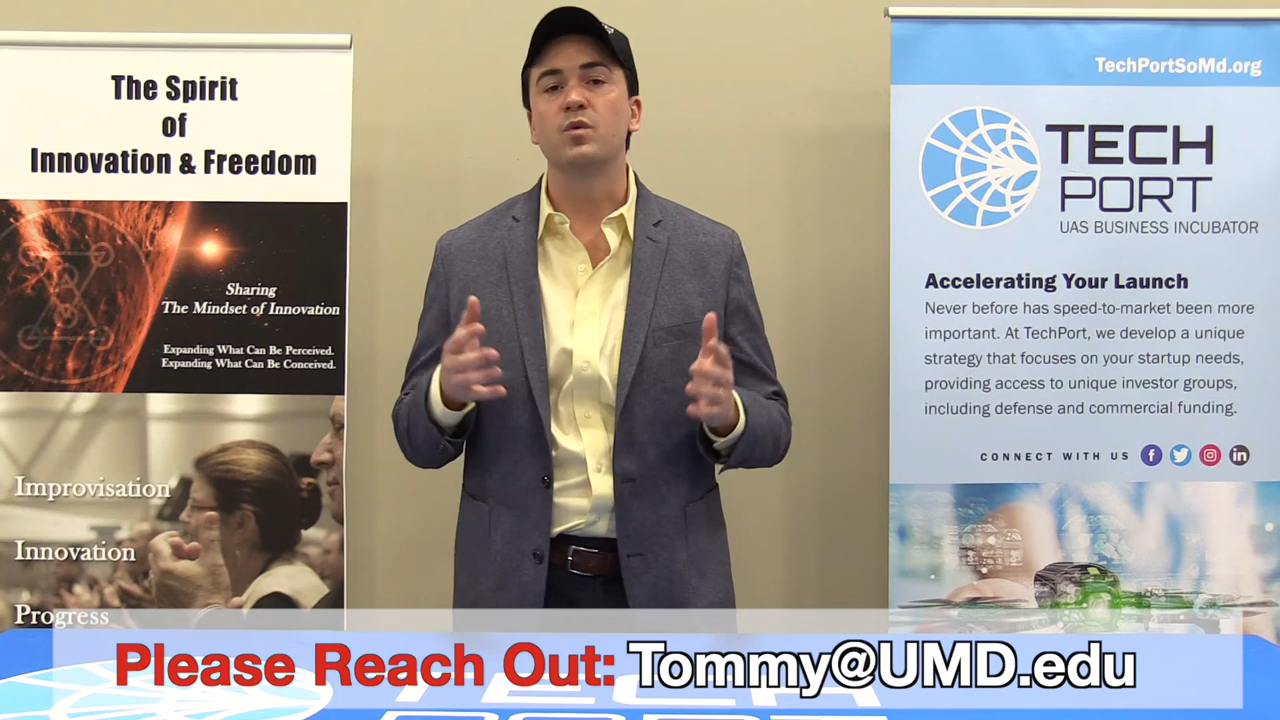 The Spirit
of
Innovation & Freedom
Sharing
The Mindset of Innovation
Expanding What Can Be Perceived.
Expanding What Can Be Conceived.
Improvisation
Innovation
Progress
TechPortSoMd.org
TECH
PORT
UAS BUSINESS INCUBATOR
Accelerating Your Launch
Never before has speed-to-market been more
important. At TechPort, we develop a unique
strategy that focuses on your startup needs,
providing access to unique investor groups,
including defense and commercial funding.
CONNECT WITH US
Please Reach Out: Tommy@UMD.edu
TECH
PORT